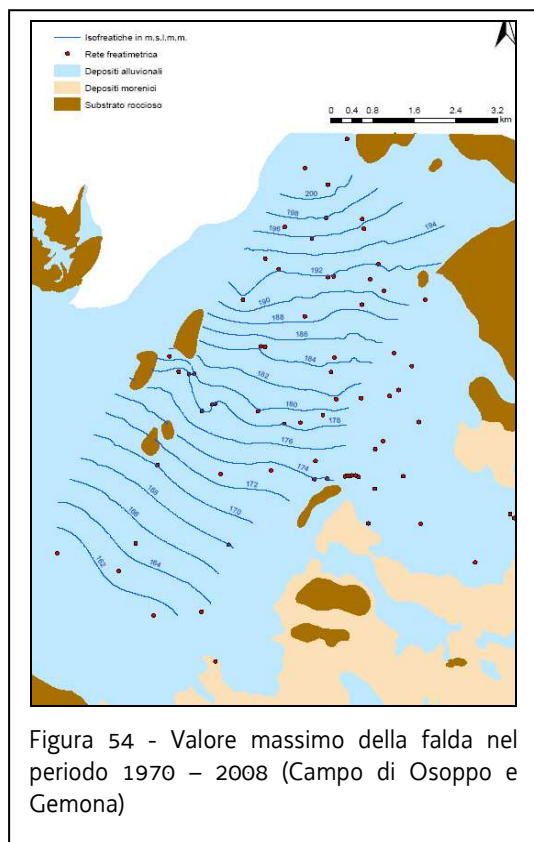 Isofreatiche in m.s.l.m.m.
Rete freatimetrica
Depositi alluvionali
Depositi morenici
Substrato roccioso
0 0.4 0.8 1.6 2.4 3.2
km
200
198
196
194
192
190
188
186
184
182
180
178
176
174
172
170
168
166
164
162
Figura 54 - Valore massimo della falda nel
periodo 1970 – 2008 (Campo di Osoppo e
Gemona)